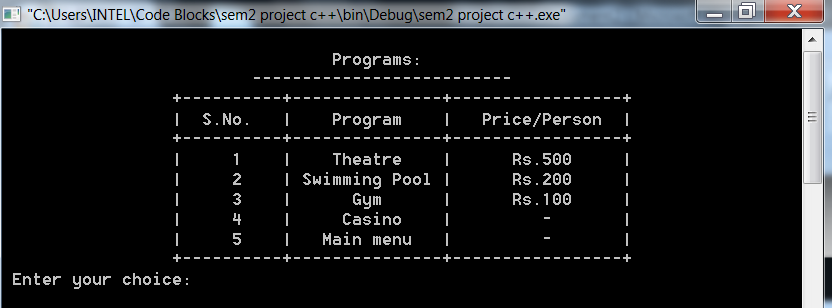 "C:\Users\INTEL\Code Blocks\sem2 project c++\bin\Debug\sem2 project c++.exe"
Programs:
--------------------------
+-----------+---------------+-----------------+
| S.No. | Program | Price/Person |
+-----------+---------------+-----------------+
| 1 | Theatre | Rs.500 |
| 2 | Swimming Pool | Rs.200 |
| 3 | Gym | Rs.100 |
| 4 | Casino | - |
| 5 | Main menu | - |
+-----------+---------------+-----------------+
Enter your choice: